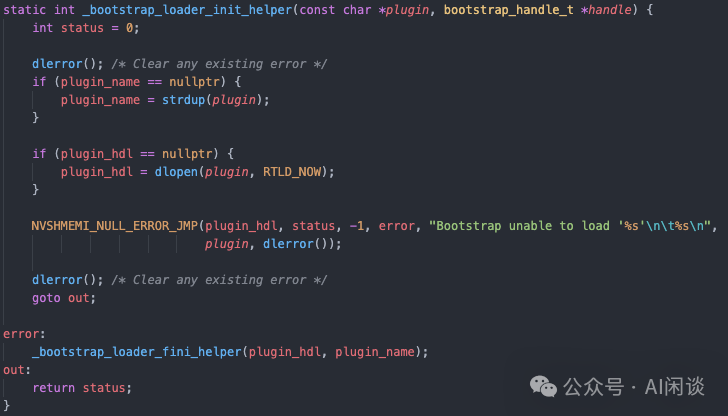 static int _bootstrap_loader_init_helper(const char *plugin, bootstrap_handle_t *handle) {
    int status = 0;

    dlerror(); /* Clear any existing error */
    if (plugin_name == nullptr) {
        plugin_name = strdup(plugin);
    }

    if (plugin_hdl == nullptr) {
        plugin_hdl = dlopen(plugin, RTLD_NOW);
    }

    NVSHMEMI_NULL_ERROR_JMP(plugin_hdl, status, -1, error, "Bootstrap unable to load '%s'\n\t%s\n",
                            plugin, dlerror());

    dlerror(); /* Clear any existing error */
    goto out;

error:
    _bootstrap_loader_fini_helper(plugin_hdl, plugin_name);
out:
    return status;
}
公众号 · AI闲谈